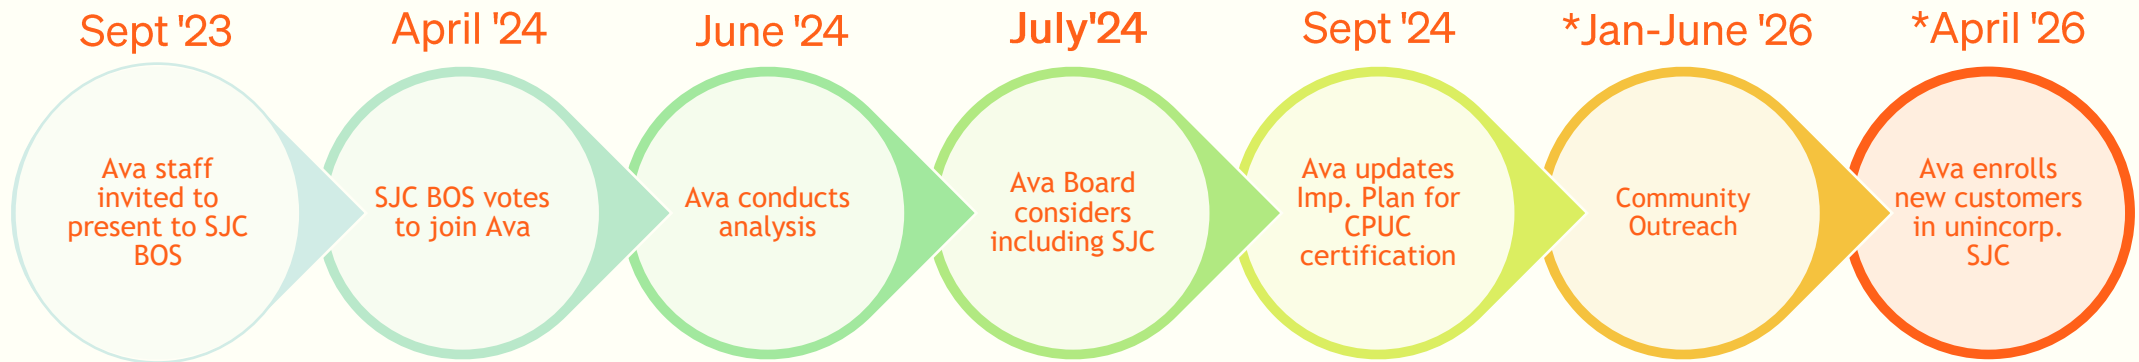 Sept '23
Ava staff
invited to
present to SJC
BOS
April '24
SJC BOS votes
to join Ava
June '24
Ava conducts
analysis
July'24
Ava Board
considers
including SJC
Sept '24
Ava updates
Imp. Plan for
CPUC
certification
*Jan-June '26
Community
Outreach
*April '26
Ava enrolls
new customers
in unincorp.
SJC